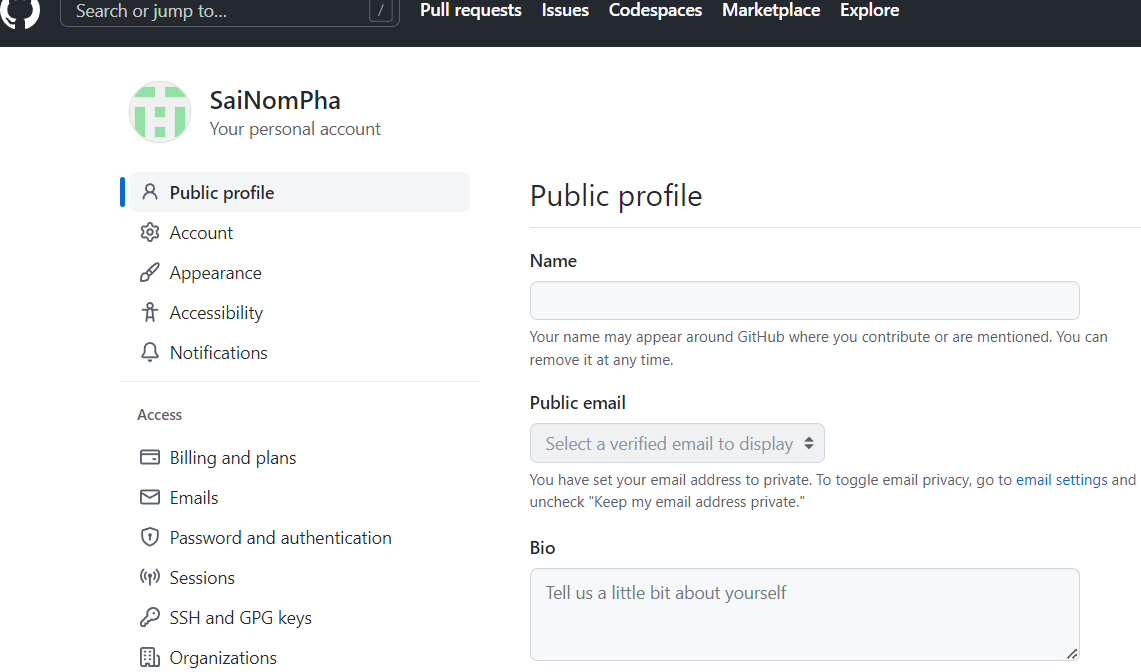 Search or jump to... /
Pull requests Issues Codespaces Marketplace Explore
SaiNomPha
Your personal account
Public profile
Account
Appearance
Accessibility
Notifications
Access
Billing and plans
Emails
Password and authentication
Sessions
SSH and GPG keys
Organizations
Public profile
Name
Your name may appear around GitHub where you contribute or are mentioned. You can
remove it at any time.
Public email
Select a verified email to display
You have set your email address to private. To toggle email privacy, go to email settings and
uncheck "Keep my email address private."
Bio
Tell us a little bit about yourself